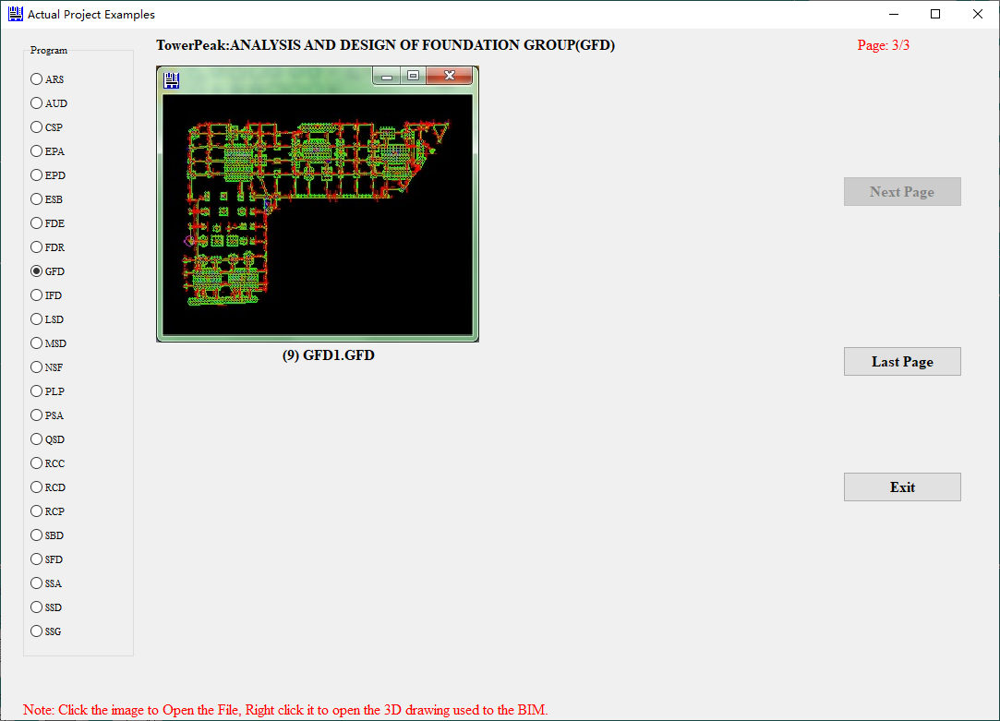 Actual Project Examples
Program
TowerPeak:ANALYSIS AND DESIGN OF FOUNDATION GROUP(GFD)
Page: 3/3
ARS
AUD
CSP
EPA
EPD
ESB
FDE
FDR
GFD
IFD
LSD
MSD
NSF
PLP
PSA
QSD
RCC
RCD
RCP
SBD
SFD
SSA
SSD
SSG
(9) GFD1.GFD
Next Page
Last Page
Exit
Note: Click the image to Open the File, Right click it to open the 3D drawing used to the BIM.